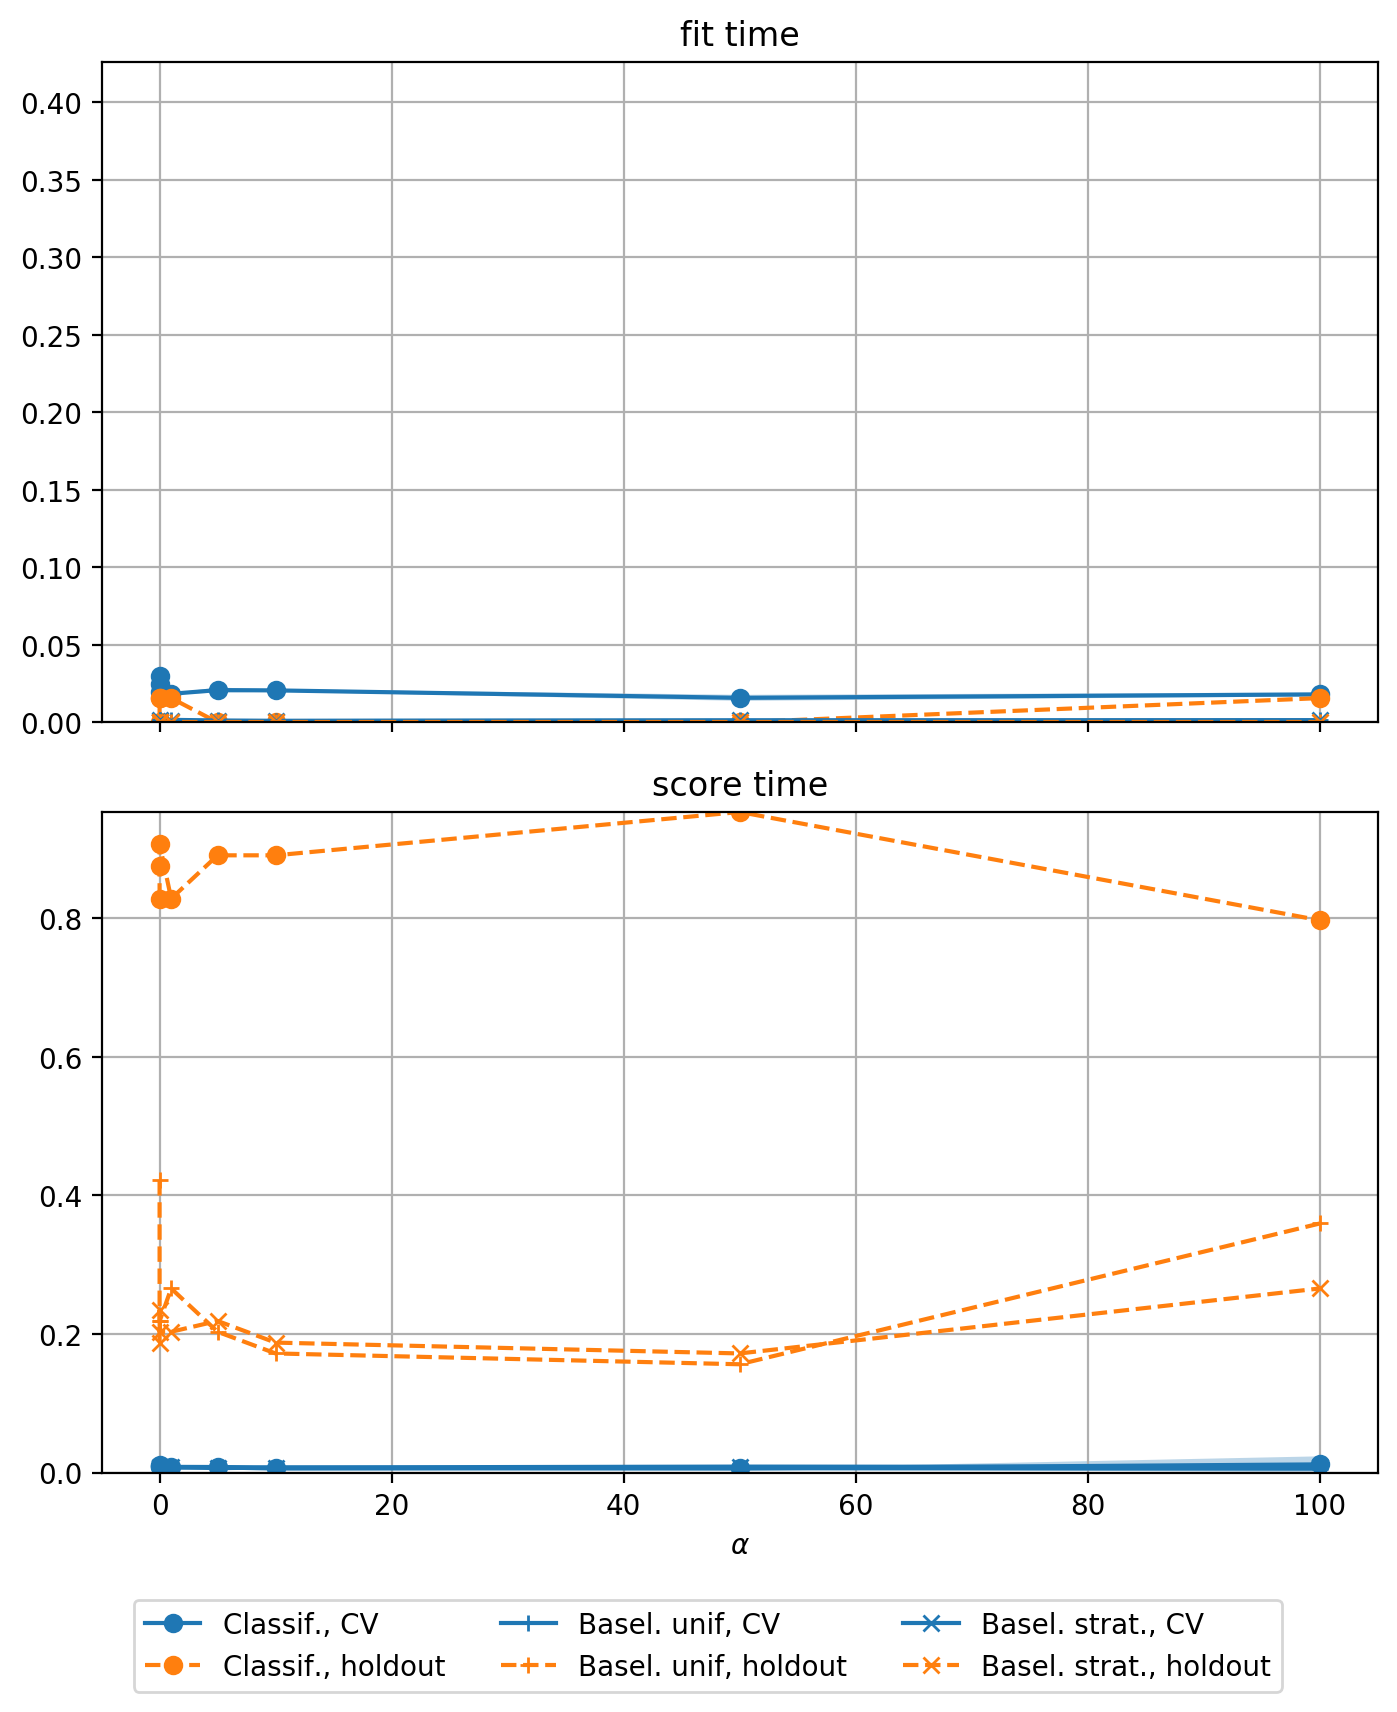 fit time
0.40
0.35
0.30
0.25
0.20
0.15
0.10
0.05
0.00
score time
0.8
0.6
0.4
0.2
0.0
0 20 40 60 80 100
α
Classif., CV Basel. unif, CV Basel. strat., CV
Classif., holdout Basel. unif, holdout Basel. strat., holdout